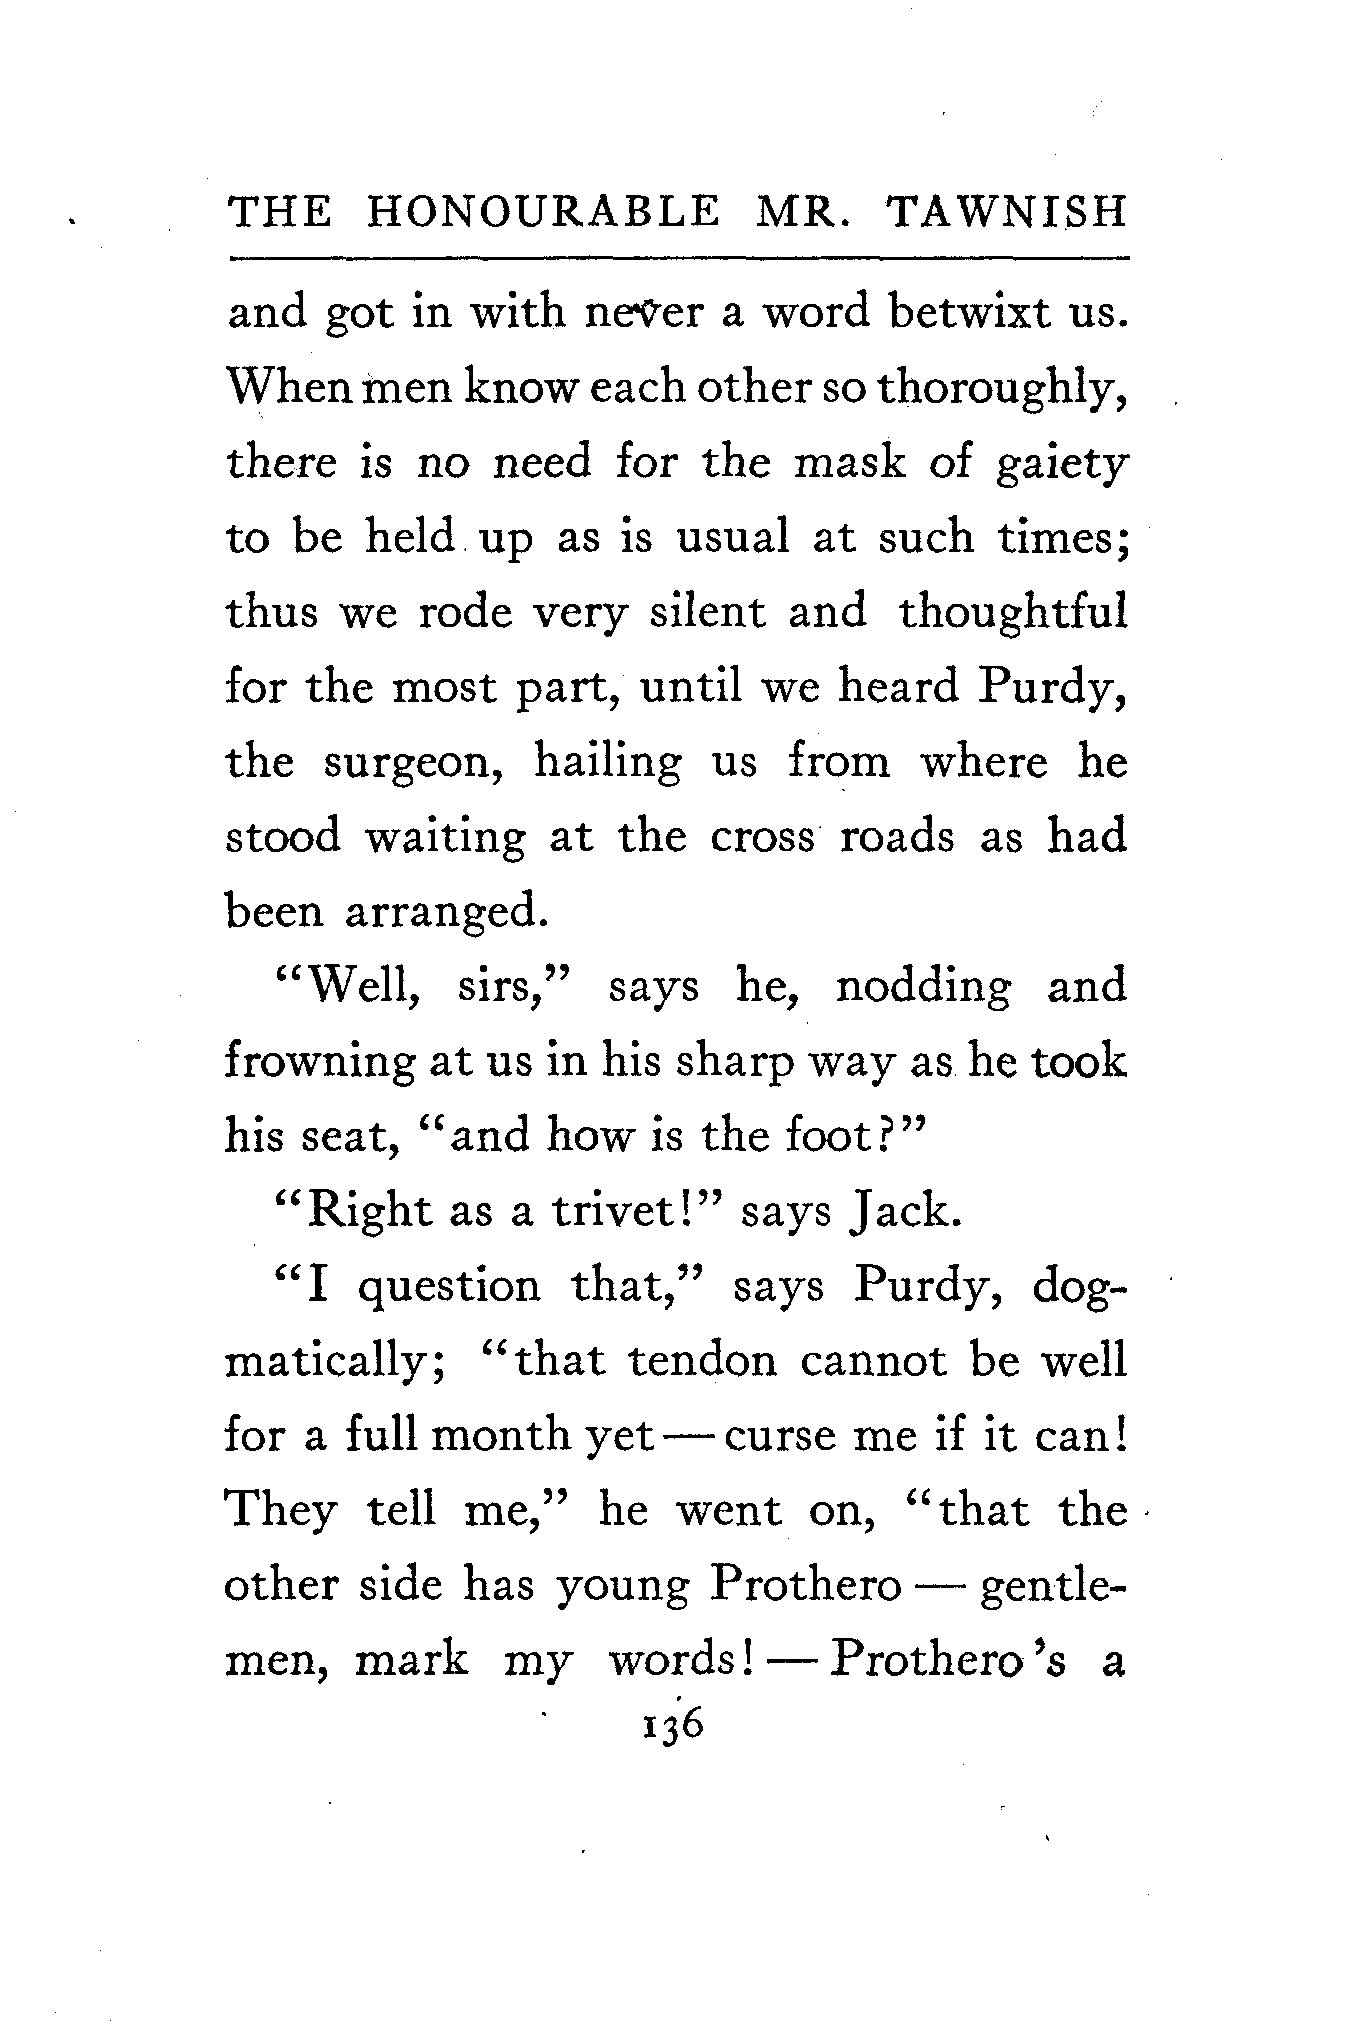 THE HONOURABLE MR. TAWNISH
and got in with never a word betwixt us.
When men know each other so thoroughly,
there is no need for the mask of gaiety
to be held up as is usual at such times;
thus we rode very silent and thoughtful
for the most part, until we heard Purdy,
the surgeon, hailing us from where he
stood waiting at the cross roads as had
been arranged.
“Well, sirs,” says he, nodding and
frowning at us in his sharp way as he took
his seat, “and how is the foot?”
“Right as a trivet!” says Jack.
“I question that,” says Purdy, dog-
matically; “that tendon cannot be well
for a full month yet—curse me if it can!
They tell me,” he went on, “that the
other side has young Prothero — gentle-
men, mark my words! — Prothero's a
136